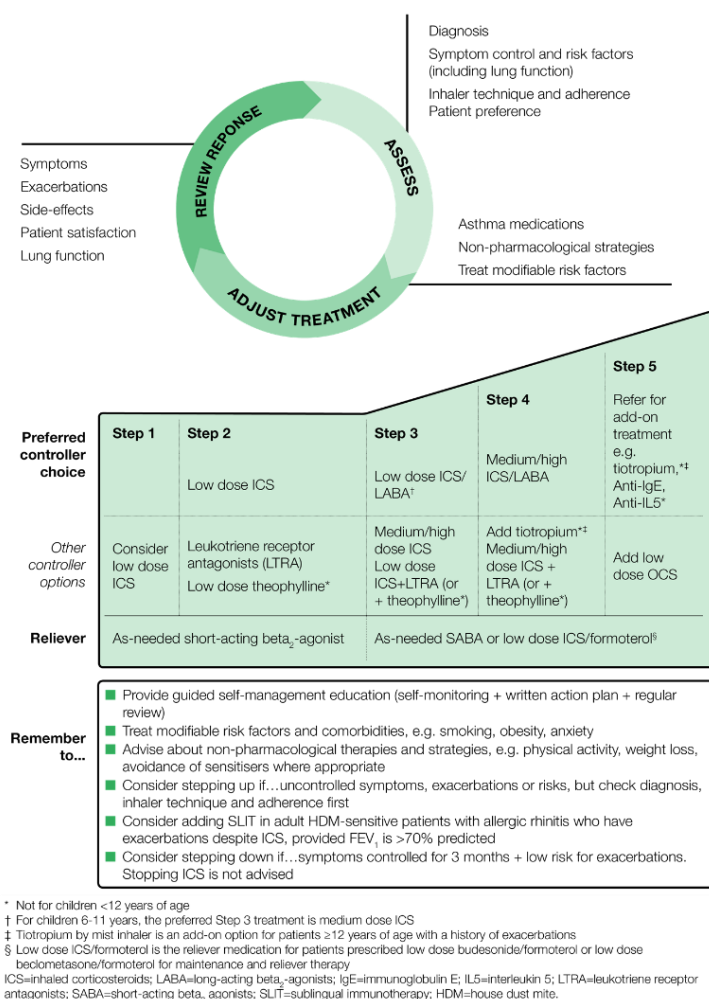 Diagnosis
Symptom control and risk factors
(including lung function)
Inhaler technique and adherence
Patient preference
REVIEW REPONSE
ASSESS
ADJUST TREATMENT
Symptoms
Exacerbations
Side-effects
Patient satisfaction
Lung function
Asthma medications
Non-pharmacological strategies
Treat modifiable risk factors
Preferred
controller
choice
Step 1
Step 2
Low dose ICS
Step 3
Low dose ICS/
LABA†
Step 4
Medium/high
ICS/LABA
Step 5
Refer for
add-on
treatment
e.g.
tiotropium,*‡
Anti-IgE,
Anti-IL5*
Other
controller
options
Consider
low dose
ICS
Leukotriene receptor
antagonists (LTRA)
Low dose theophylline*
Medium/high
dose ICS
Low dose
ICS+LTRA (or
+ theophylline*)
Add tiotropium*‡
Medium/high
dose ICS +
LTRA (or +
theophylline*)
Add low
dose OCS
Reliever
As-needed short-acting beta₂-agonist
As-needed SABA or low dose ICS/formoterol§
Remember
to...
Provide guided self-management education (self-monitoring + written action plan + regular
review)
Treat modifiable risk factors and comorbidities, e.g. smoking, obesity, anxiety
Advise about non-pharmacological therapies and strategies, e.g. physical activity, weight loss,
avoidance of sensitisers where appropriate
Consider stepping up if…uncontrolled symptoms, exacerbations or risks, but check diagnosis,
inhaler technique and adherence first
Consider adding SLIT in adult HDM-sensitive patients with allergic rhinitis who have
exacerbations despite ICS, provided FEV₁ is >70% predicted
Consider stepping down if…symptoms controlled for 3 months + low risk for exacerbations.
Stopping ICS is not advised
* Not for children <12 years of age
† For children 6-11 years, the preferred Step 3 treatment is medium dose ICS
‡ Tiotropium by mist inhaler is an add-on option for patients ≥12 years of age with a history of exacerbations
§ Low dose ICS/formoterol is the reliever medication for patients prescribed low dose budesonide/formoterol or low dose
beclometasone/formoterol for maintenance and reliever therapy
ICS=inhaled corticosteroids; LABA=long-acting beta₂-agonists; IgE=immunoglobulin E; IL5=interleukin 5; LTRA=leukotriene receptor
antagonists; SABA=short-acting beta₂ agonists; SLIT=sublingual immunotherapy; HDM=house dust mite.